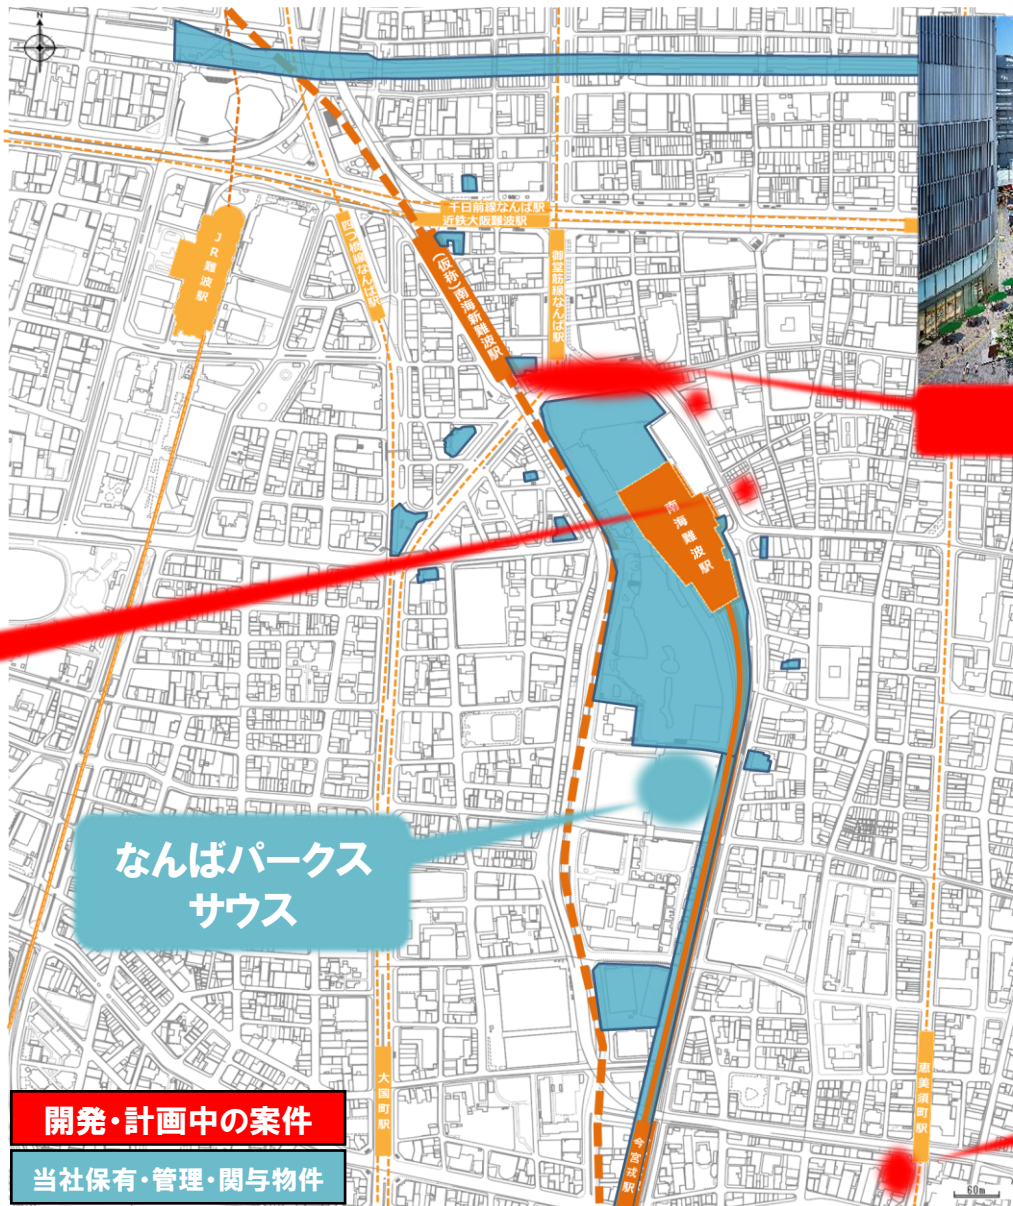 N
千日前線なんば駅
近鉄大阪難波駅
JR難波駅
四つ橋線なんば駅
(仮称)南海新難波駅
御堂筋線なんば駅
南海難波駅
なんばパークス
サウス
大国町駅
恵美須町駅
今宮戎駅
開発・計画中の案件
当社保有・管理・関与物件
60m